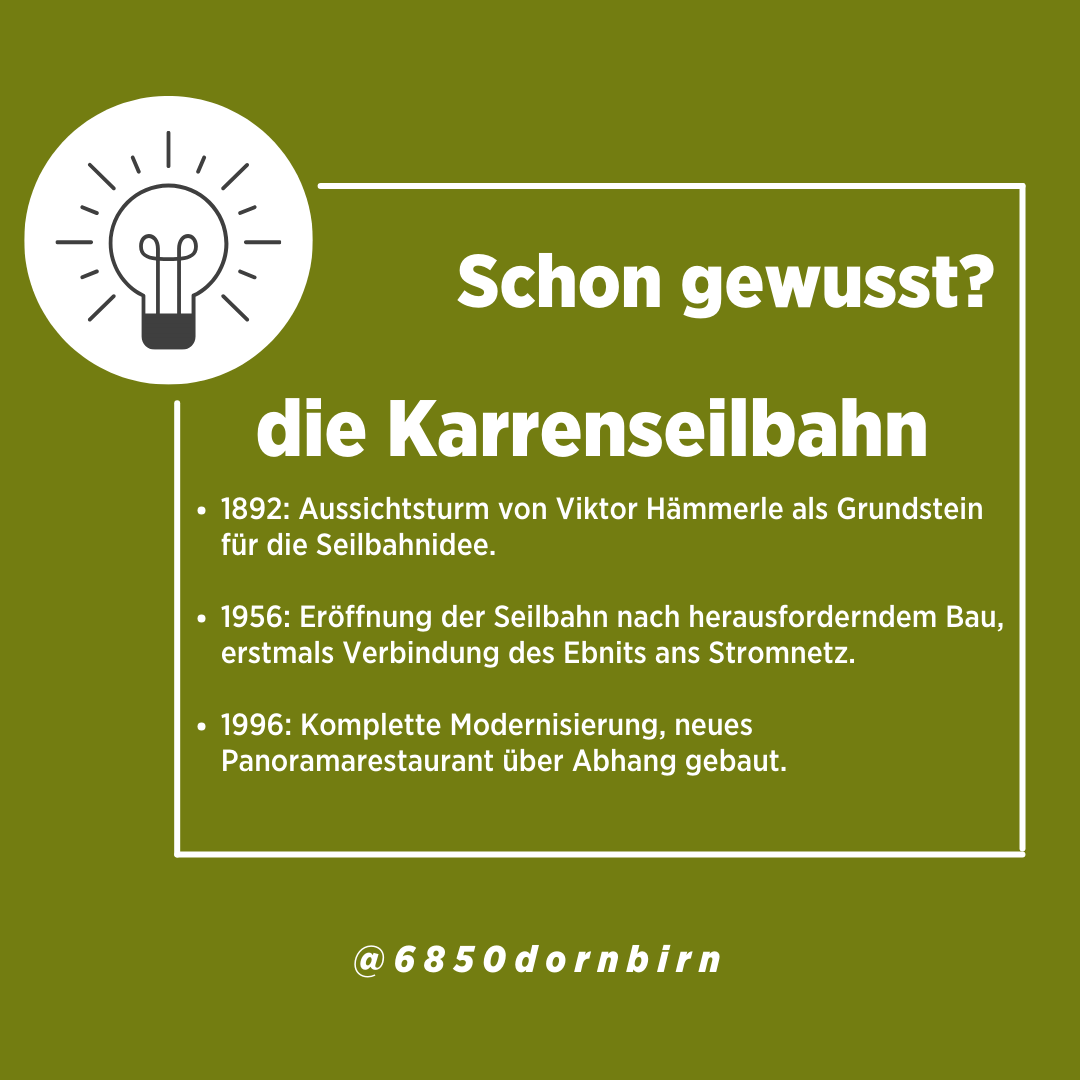 Schon gewusst?
die Karrenseilbahn
• 1892: Aussichtsturm von Viktor Hämmerle als Grundstein
für die Seilbahnidee.
• 1956: Eröffnung der Seilbahn nach herausforderndem Bau,
erstmals Verbindung des Ebnits ans Stromnetz.
• 1996: Komplette Modernisierung, neues
Panoramarestaurant über Abhang gebaut.
@6850dornbirn